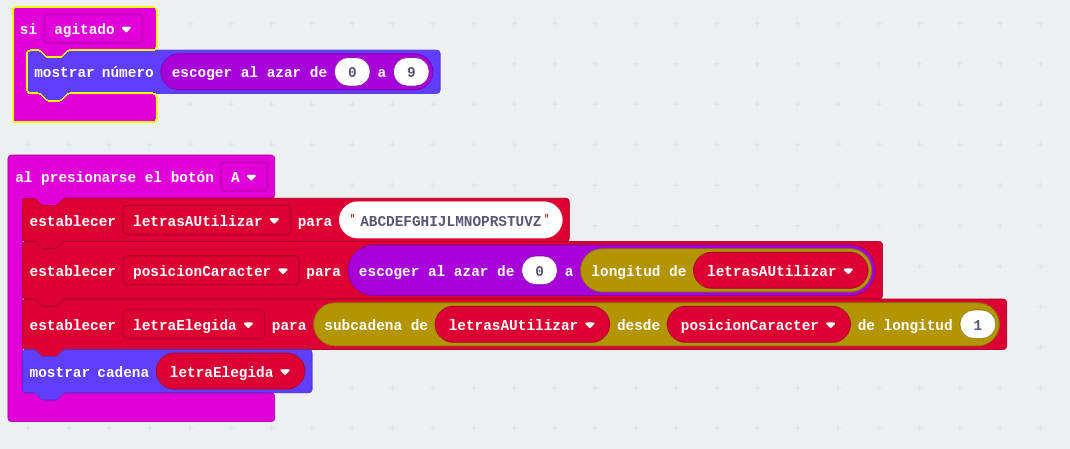 si agitado
mostrar número escoger al azar de 0 a 9
al presionarse el botón A
establecer letrasAUtilizar para "ABCDEFGHIJLMNOPRSTUVZ"
establecer posicionCaracter para escoger al azar de 0 a longitud de letrasAUtilizar
establecer letraElegida para subcadena de letrasAUtilizar desde posicionCaracter de longitud 1
mostrar cadena letraElegida